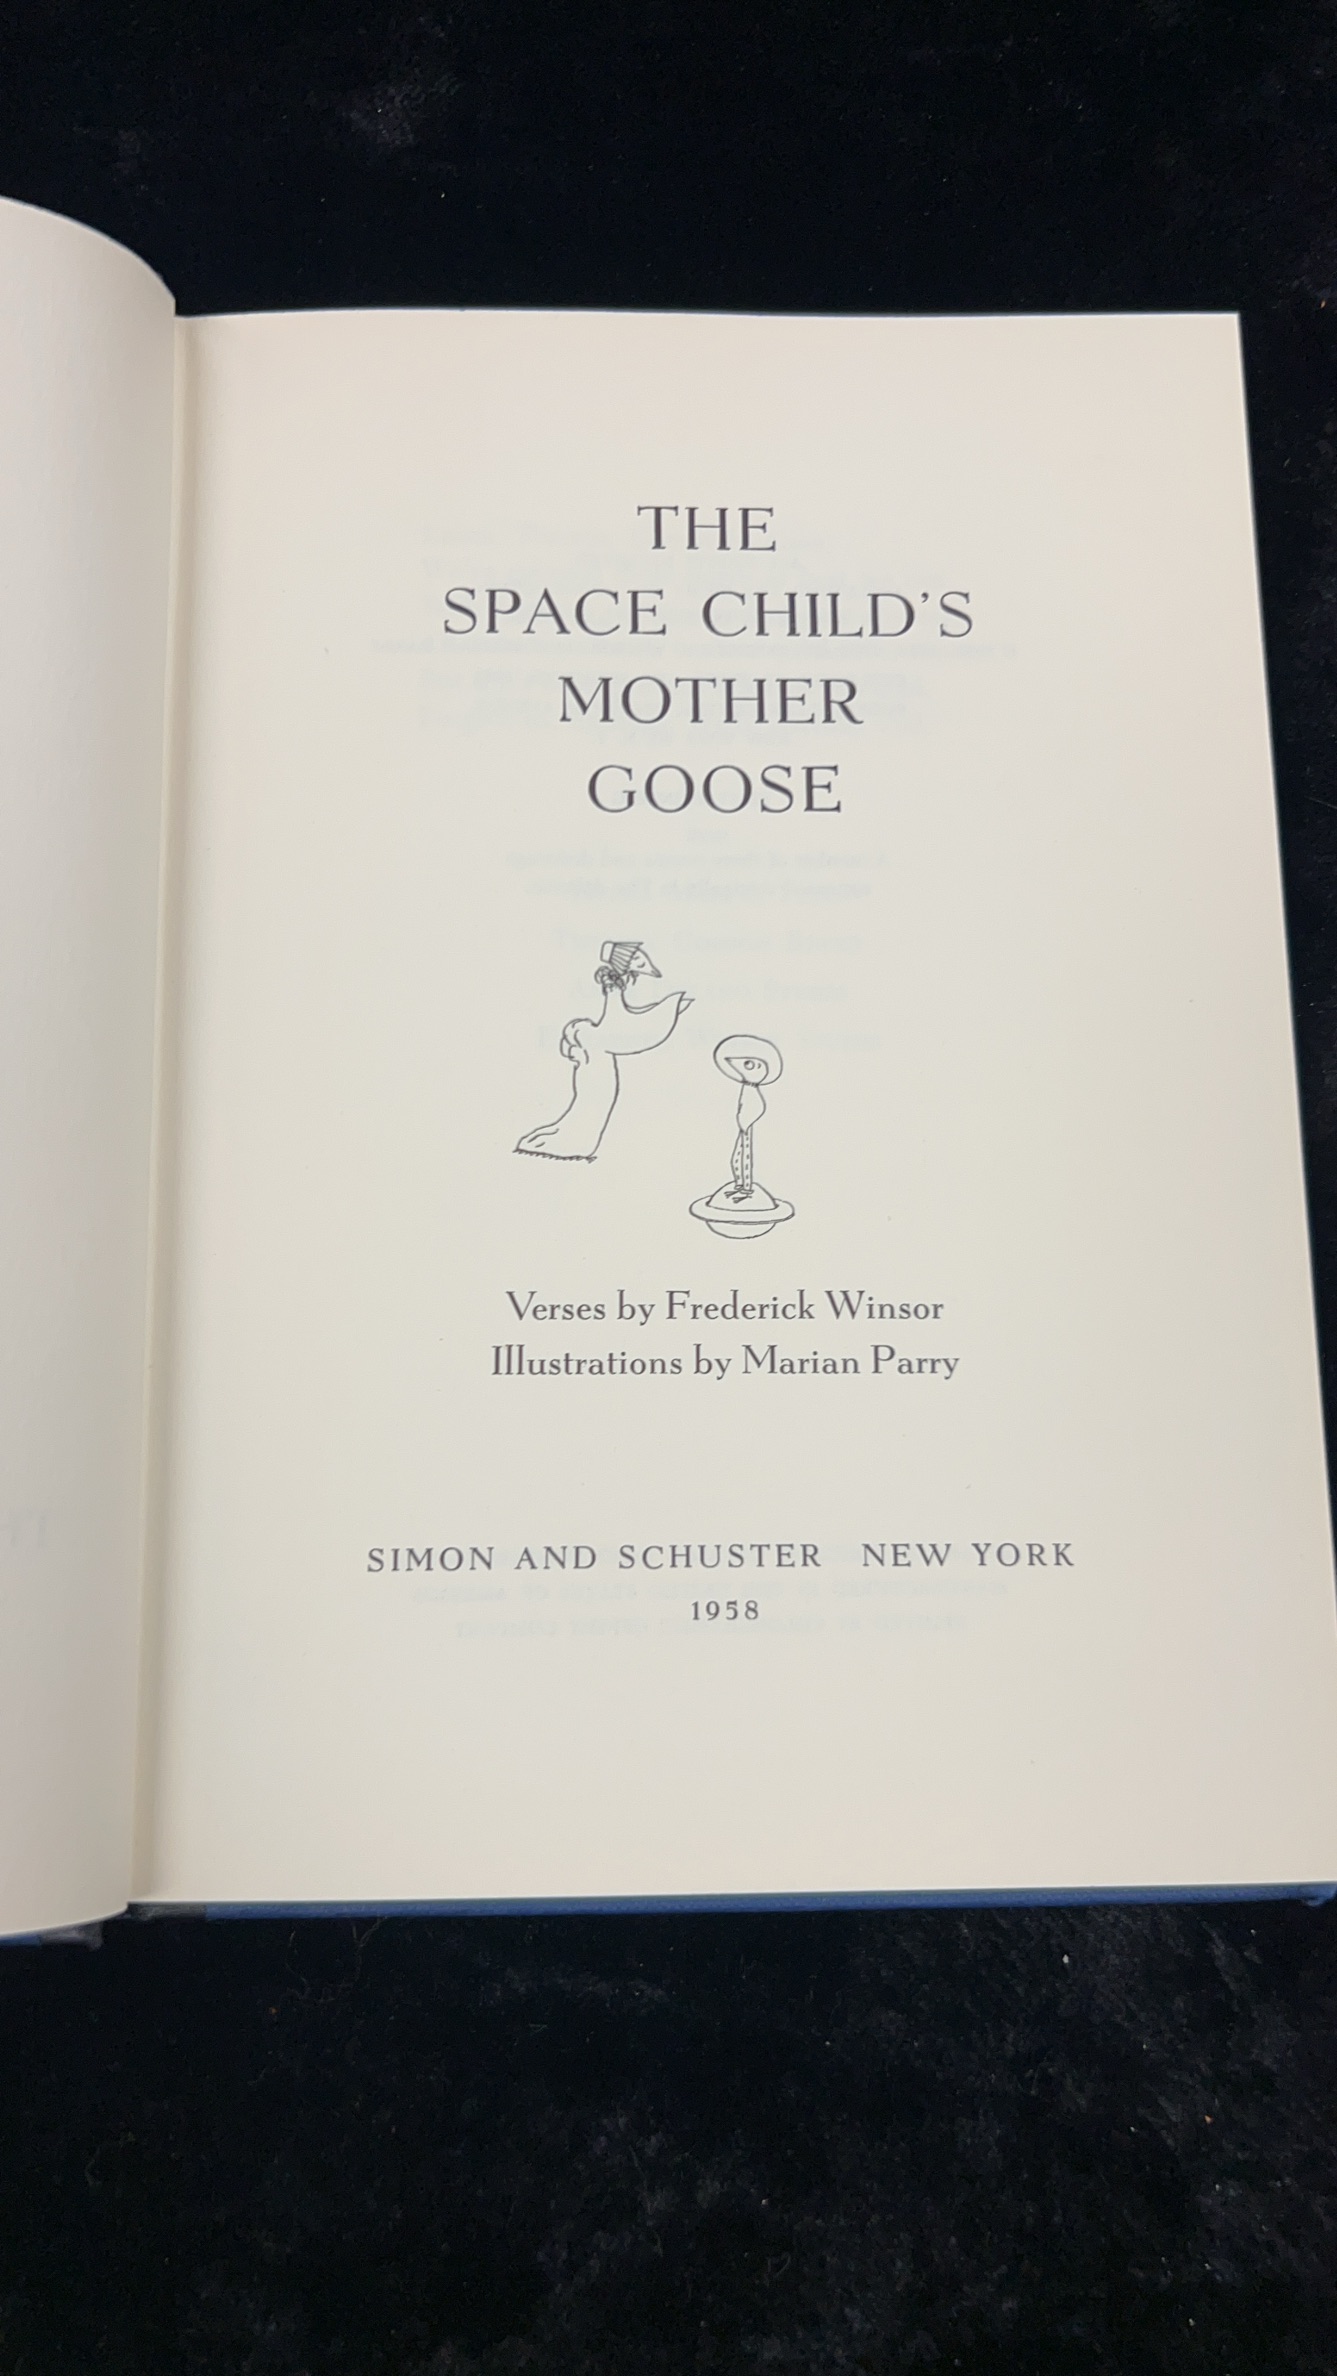 THE
SPACE CHILD'S
MOTHER
GOOSE
Verses by Frederick Winsor
Illustrations by Marian Parry
SIMON AND SCHUSTER NEW YORK
1958